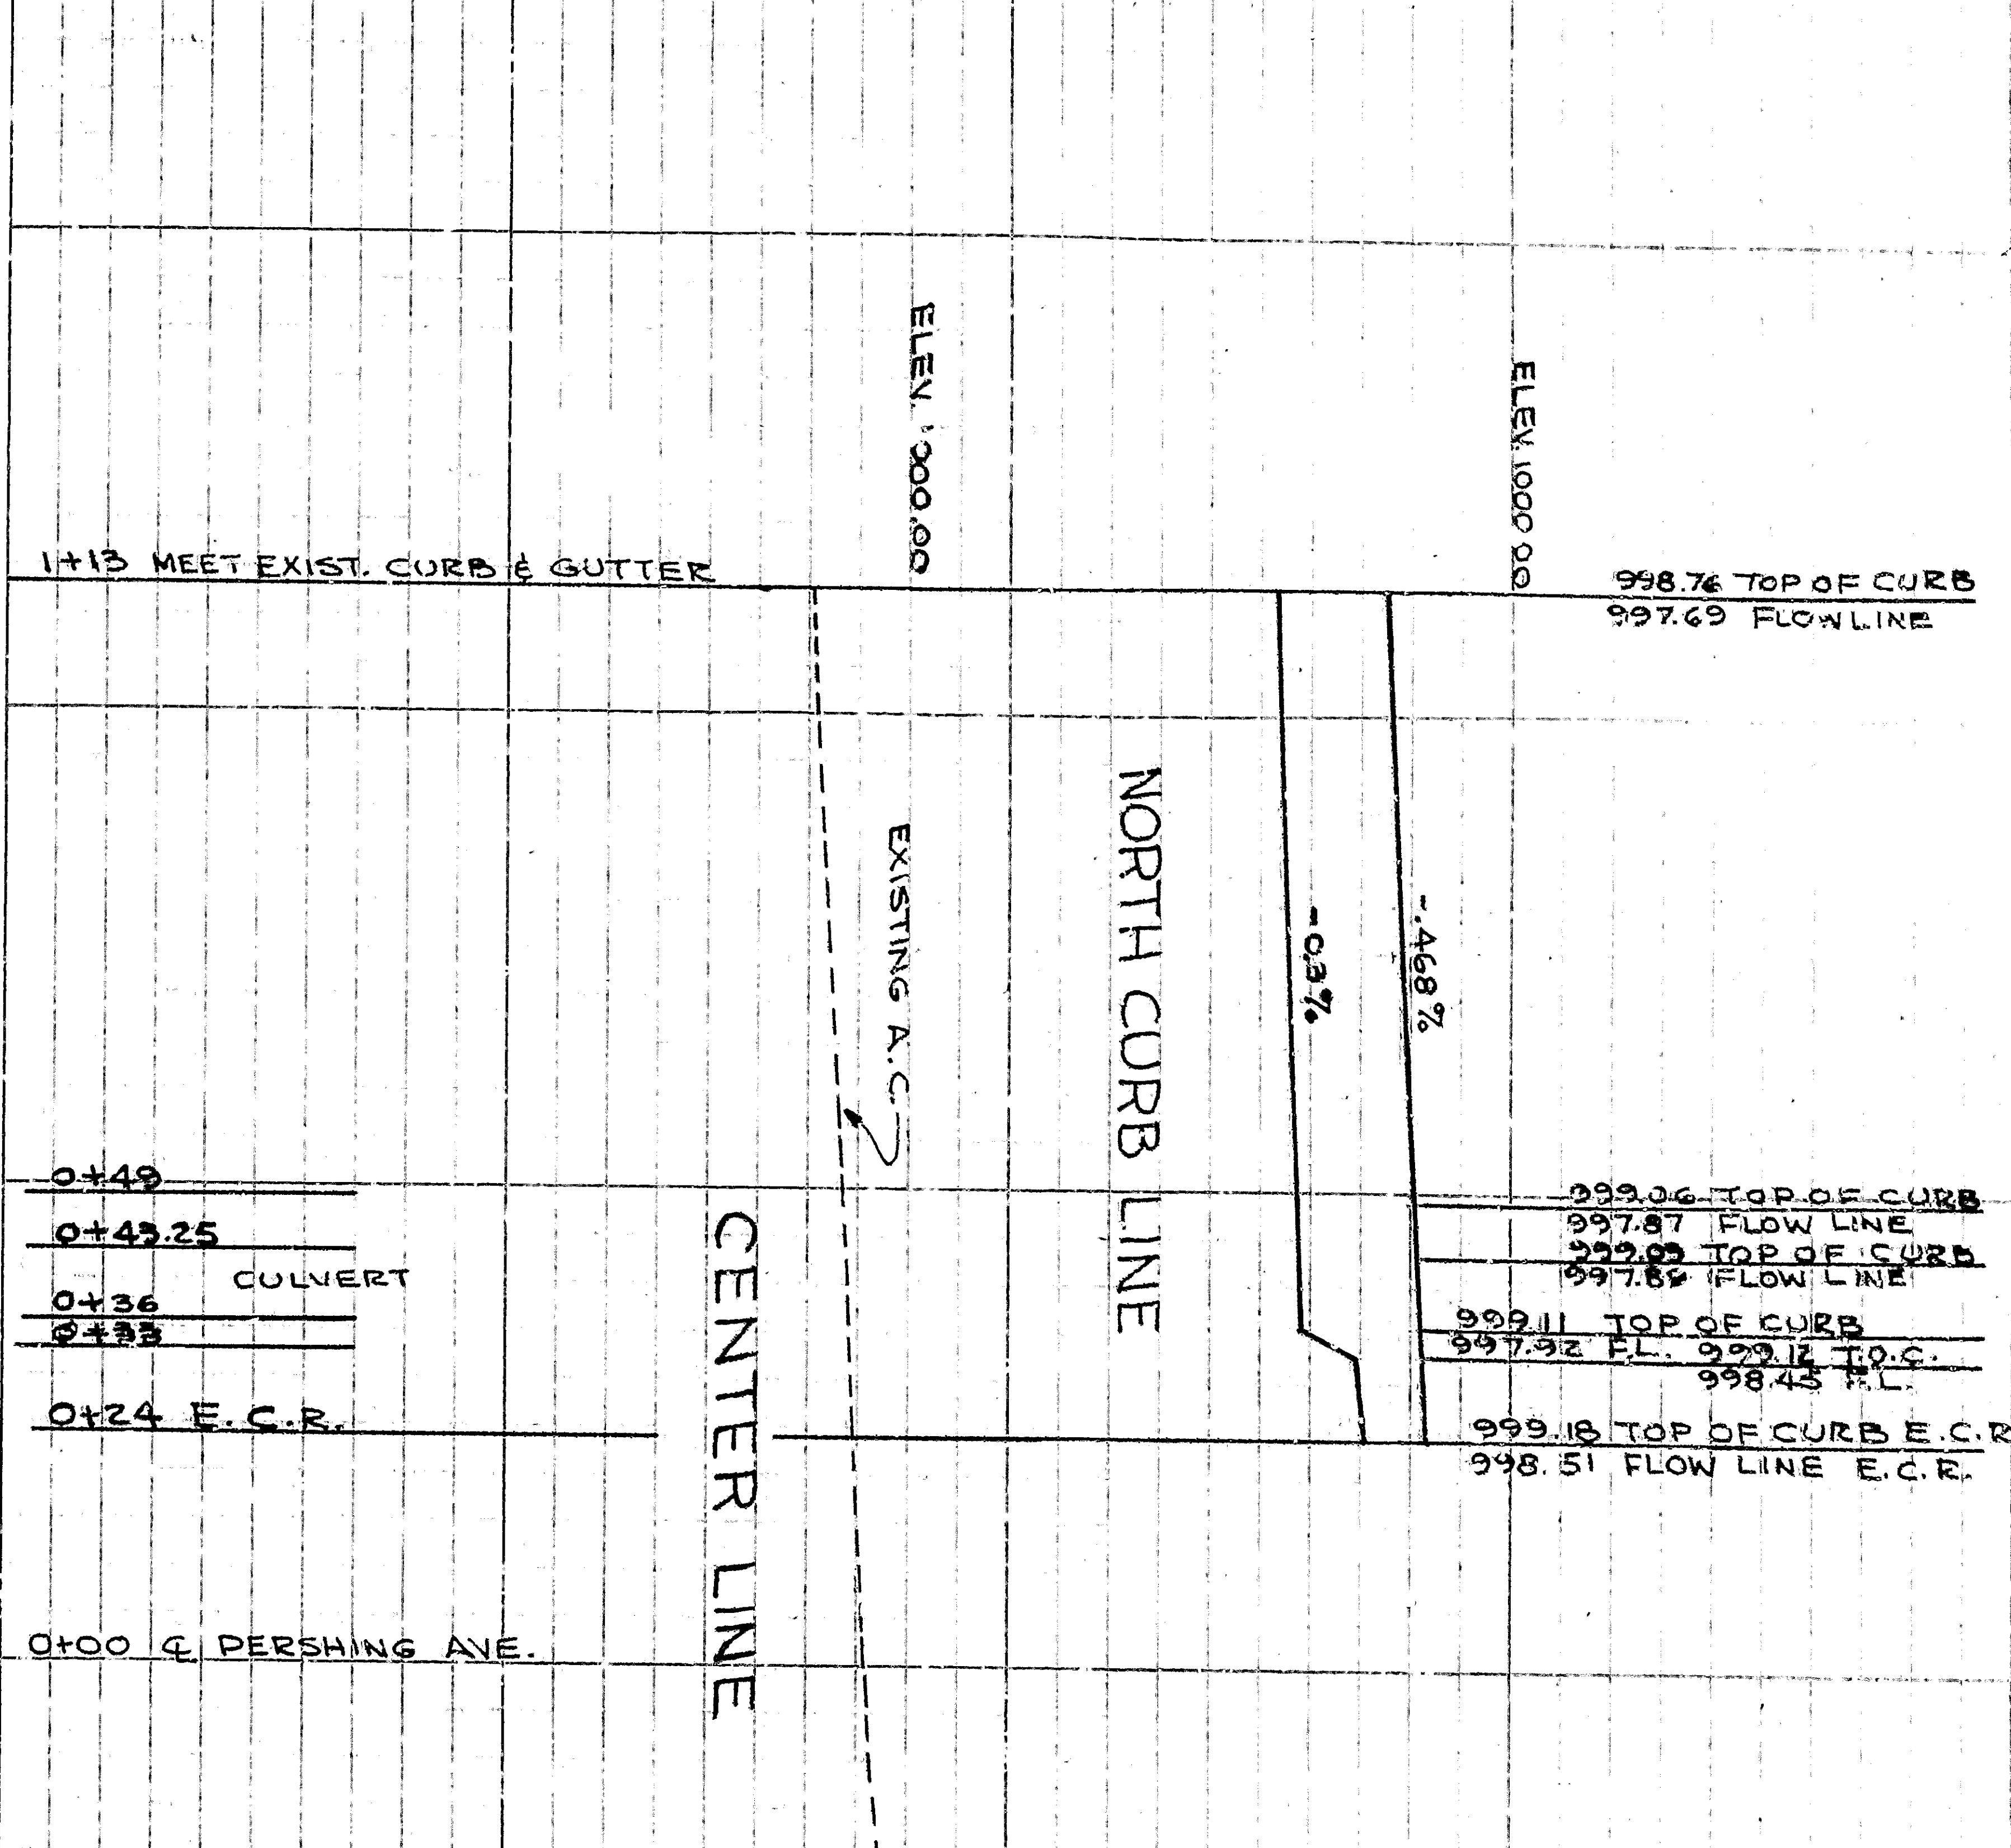 ELEV. 1000.00
ELEV. 1000.00
1+13 MEET EXIST. CURB & GUTTER
998.76 TOP OF CURB
997.69 FLOWLINE
NORTH CURB LINE
EXISTING A.C.
-0.3%
-.468%
0+49
999.06 TOP OF CURB
997.87 FLOW LINE
0+43.25
999.09 TOP OF CURB
FLOW LINE
CULVERT
0+36
999.11 TOP OF CURB
997.92 F.L.
0+33
999.12 T.O.C.
998.45 F.L.
CENTER LINE
0+24 E.C.R.
999.18 TOP OF CURB E.C.R
998.51 FLOW LINE E.C.R.
0+00 ℄ PERSHING AVE.